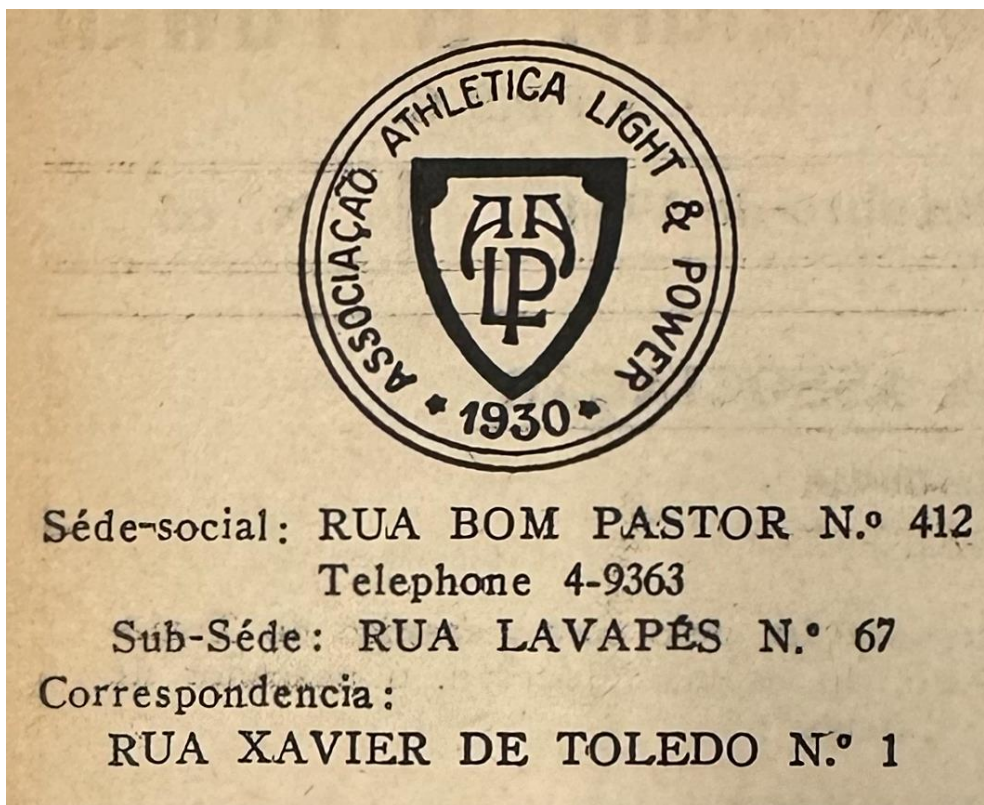 ASSOCIAÇÃO ATHLETICA LIGHT & POWER
AALP
* 1930 *
Séde-social: RUA BOM PASTOR N.º 412
Telephone 4-9363
Sub-Séde: RUA LAVAPÉS N.º 67
Correspondencia:
RUA XAVIER DE TOLEDO N.º 1